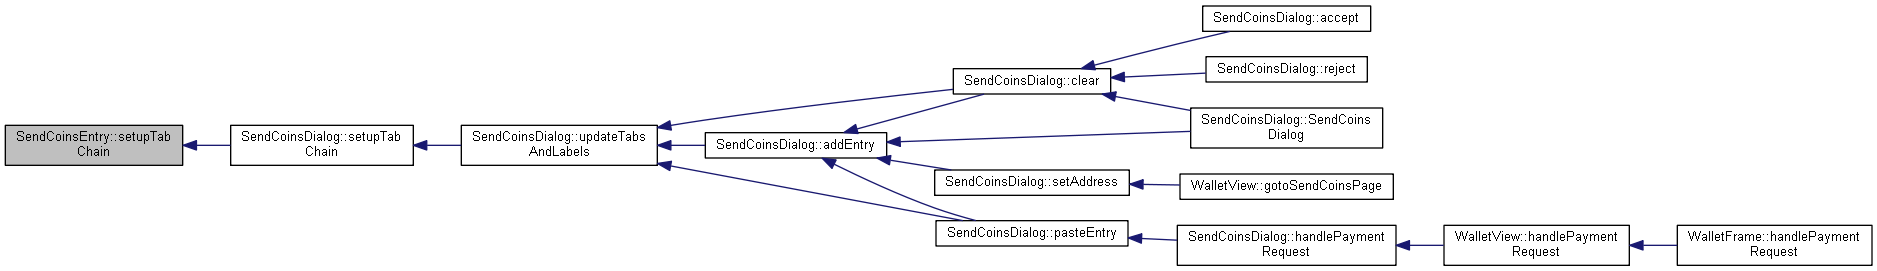 SendCoinsEntry::setupTab
Chain
SendCoinsDialog::setupTab
Chain
SendCoinsDialog::updateTabs
AndLabels
SendCoinsDialog::clear
SendCoinsDialog::accept
SendCoinsDialog::reject
SendCoinsDialog::SendCoins
Dialog
SendCoinsDialog::addEntry
SendCoinsDialog::setAddress
WalletView::gotoSendCoinsPage
SendCoinsDialog::pasteEntry
SendCoinsDialog::handlePayment
Request
WalletView::handlePayment
Request
WalletFrame::handlePayment
Request